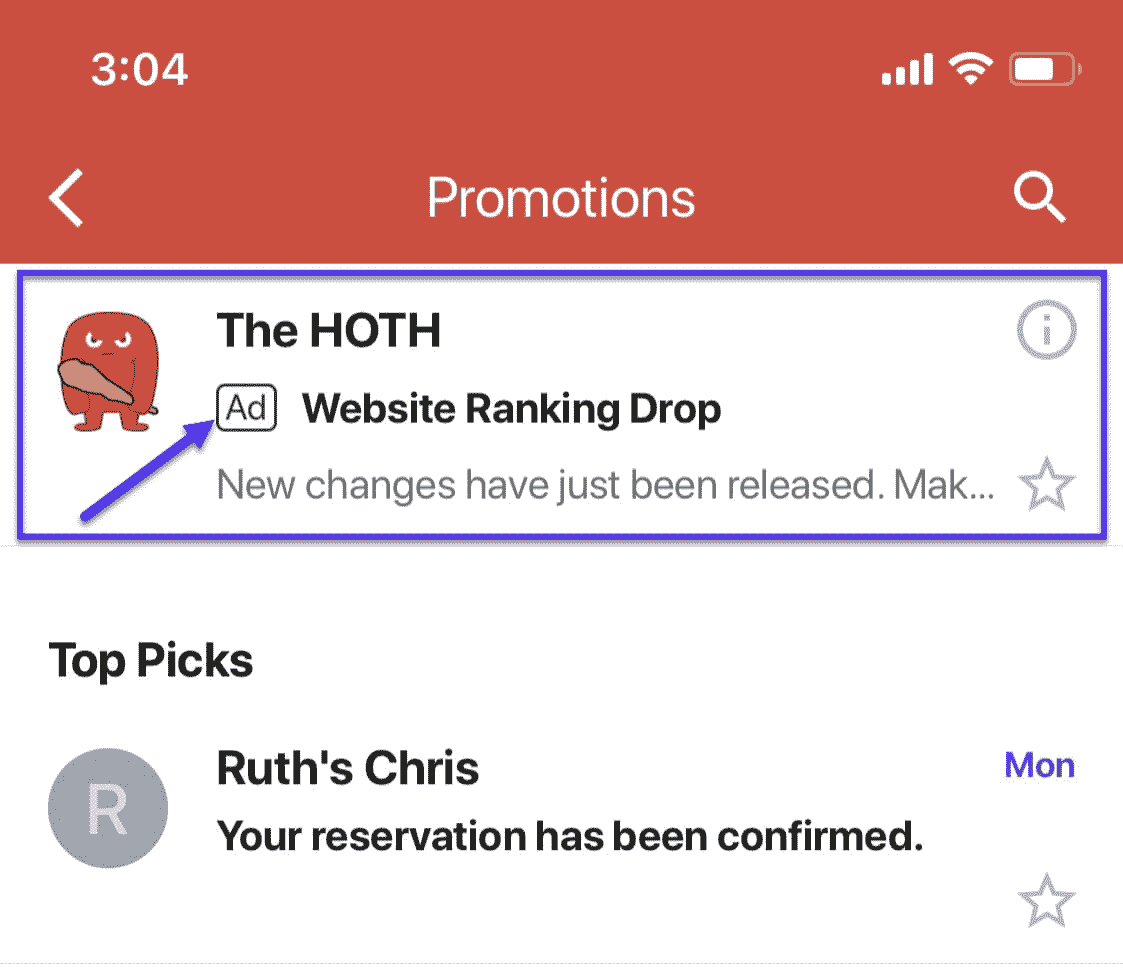 3:04
Promotions
The HOTH
Ad Website Ranking Drop
New changes have just been released. Mak...
Top Picks
R
Ruth's Chris
Mon
Your reservation has been confirmed.